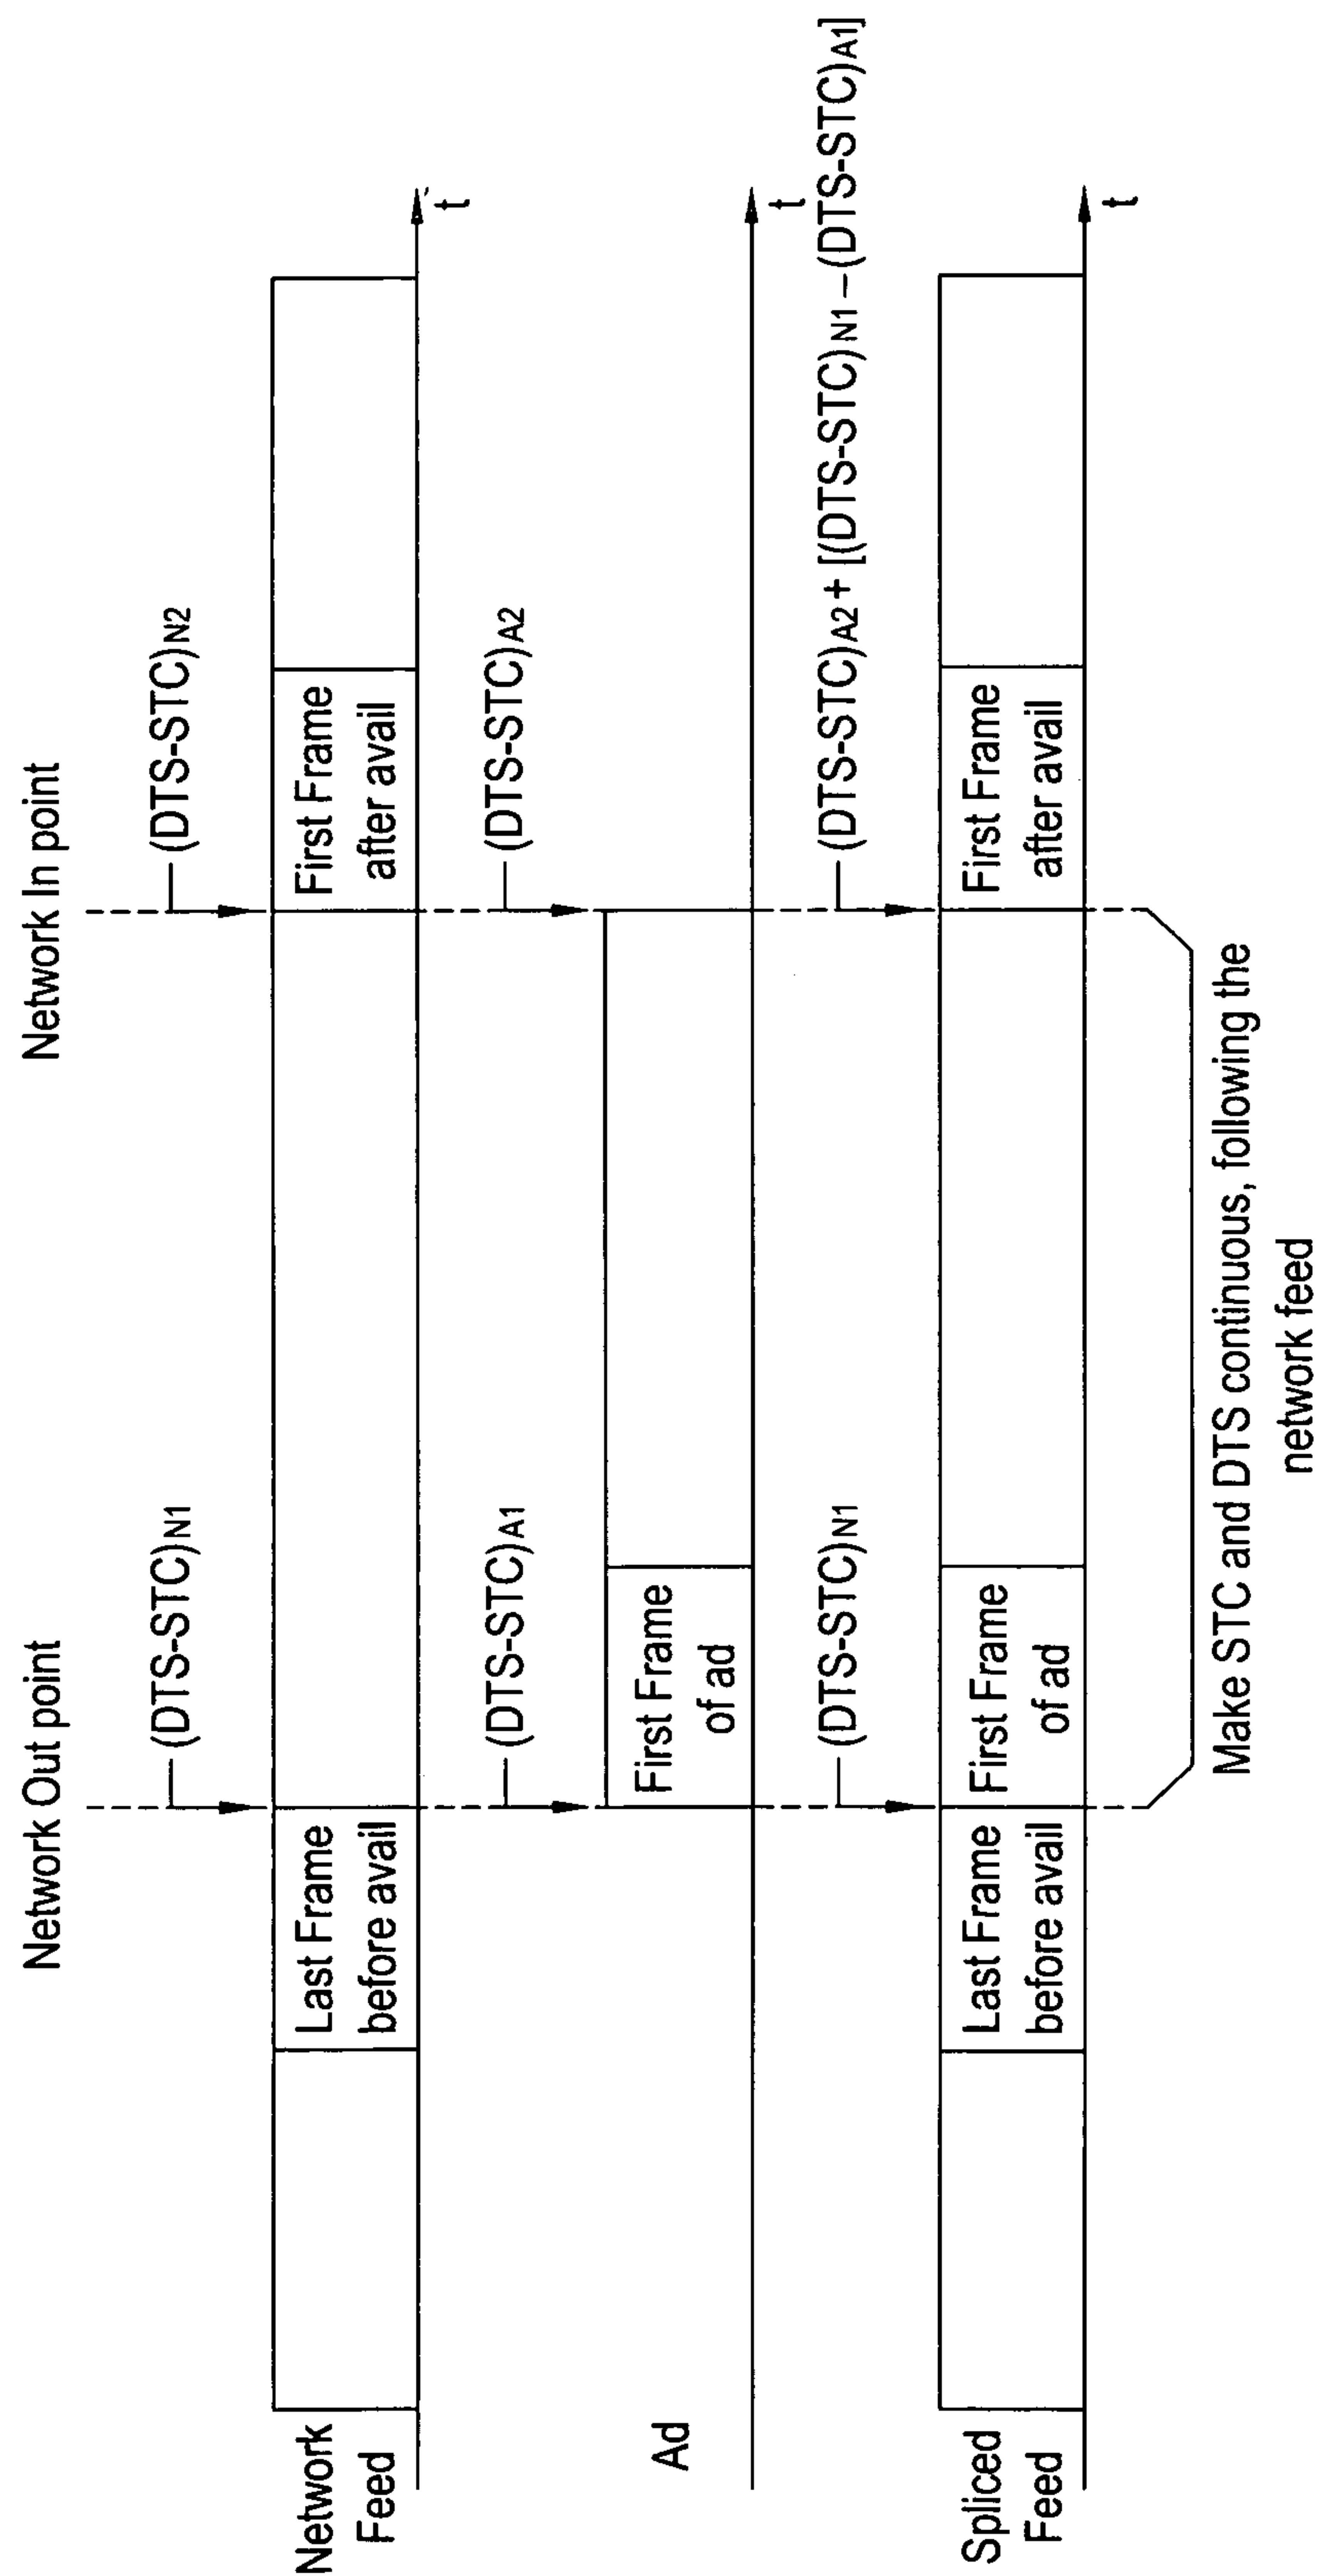 Network Out point
Network In point
(DTS-STC)N1
(DTS-STC)N2
Network
Feed
Last Frame
before avail
First Frame
after avail
t
(DTS-STC)A1
(DTS-STC)A2
Ad
First Frame
of ad
t
(DTS-STC)N1
(DTS-STC)A2 + [(DTS-STC)N1 – (DTS-STC)A1]
Spliced
Feed
Last Frame
before avail
First Frame
of ad
First Frame
after avail
t
Make STC and DTS continuous, following the
network feed